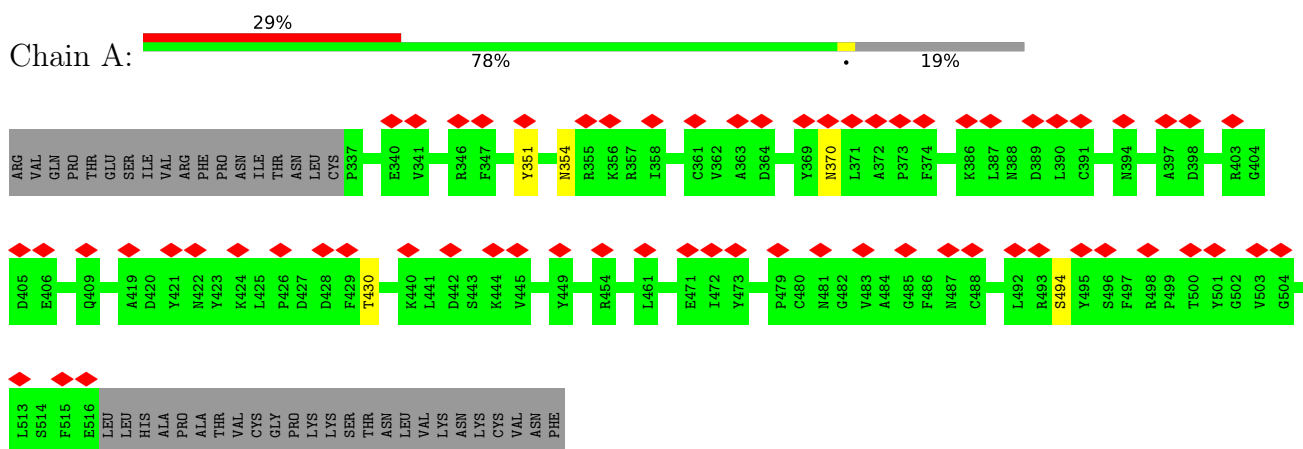 29%
Chain A:
78%
•
19%
ARG VAL GLN PRO THR GLU SER ILE VAL ARG PHE PRO ASN ILE THR ASN LEU CYS P337 E340 V341 R346 F347 Y351 N354 R355 K356 R357 I358 C361 V362 A363 D364 Y369 N370 L371 A372 P373 F374 K386 L387 N388 D389 L390 C391 N394 A397 D398 R403 G404
D405 E406 Q409 A419 D420 Y421 N422 Y423 K424 L425 P426 D427 D428 F429 T430 K440 L441 D442 S443 K444 V445 Y449 R454 L461 E471 I472 Y473 P479 C480 N481 G482 V483 A484 G485 F486 N487 C488 L492 R493 S494 Y495 S496 F497 R498 P499 T500 Y501 G502 V503 G504
L513 S514 F515 E516 LEU LEU HIS ALA PRO ALA THR VAL CYS GLY PRO LYS LYS SER THR ASN LEU VAL LYS ASN LYS CYS VAL ASN PHE